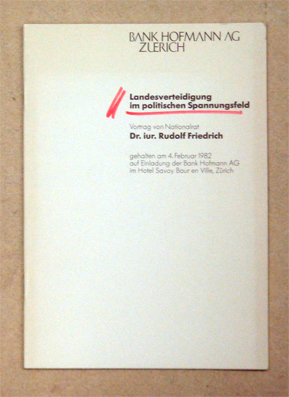 BANK HOFMANN AG
ZUERICH
Landesverteidigung
im politischen Spannungsfeld
Vortrag von Nationalrat
Dr. iur. Rudolf Friedrich
gehalten am 4. Februar 1982
auf Einladung der Bank Hofmann AG
im Hotel Savoy Baur en Ville, Zürich